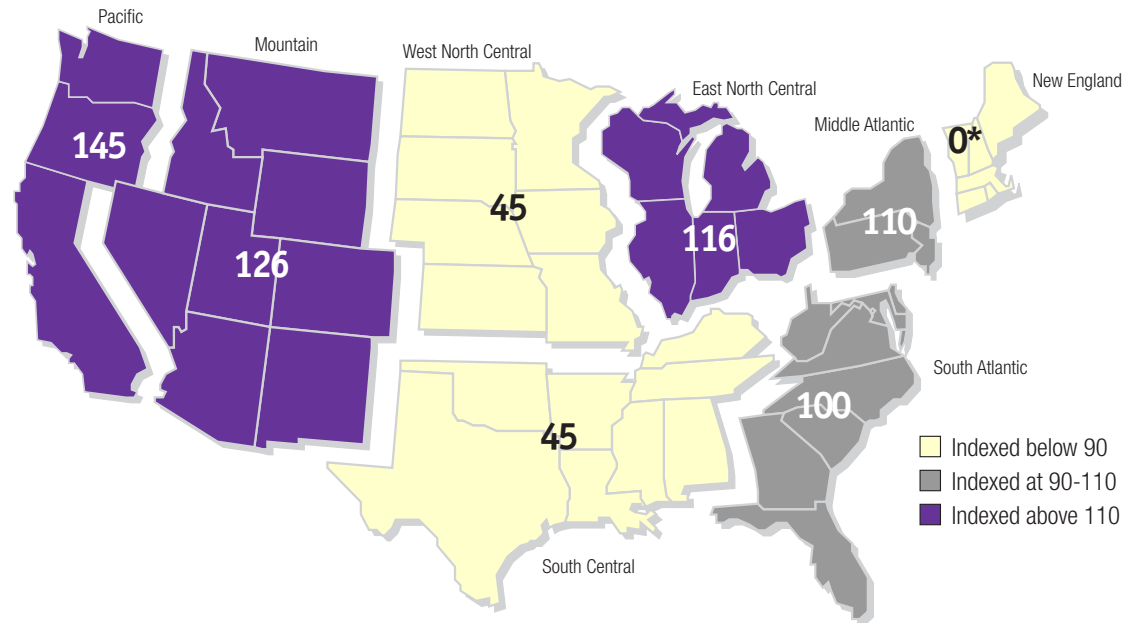 Pacific
Mountain
West North Central
East North Central
New England
Middle Atlantic
145
0*
45
110
116
126
South Atlantic
100
45
Indexed below 90
Indexed at 90-110
Indexed above 110
South Central